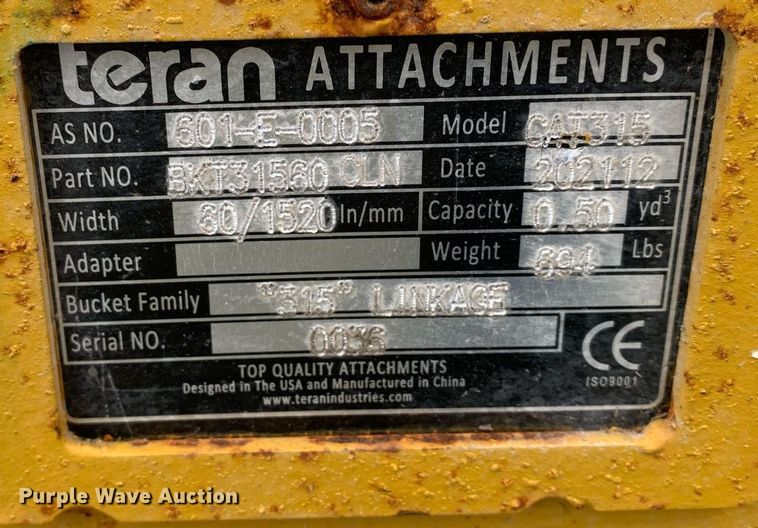 teran ATTACHMENTS
AS NO. 601-E-0005 Model CAT315
Part NO. BKT31560 CLN Date 202112
Width 60/1520 In/mm Capacity 0.50 yd³
Adapter Weight 694 Lbs
Bucket Family "315" LINKAGE
Serial NO. 0036
CE
ISO9001
TOP QUALITY ATTACHMENTS
Designed in The USA and Manufactured in China
www.teranindustries.com
Purple Wave Auction